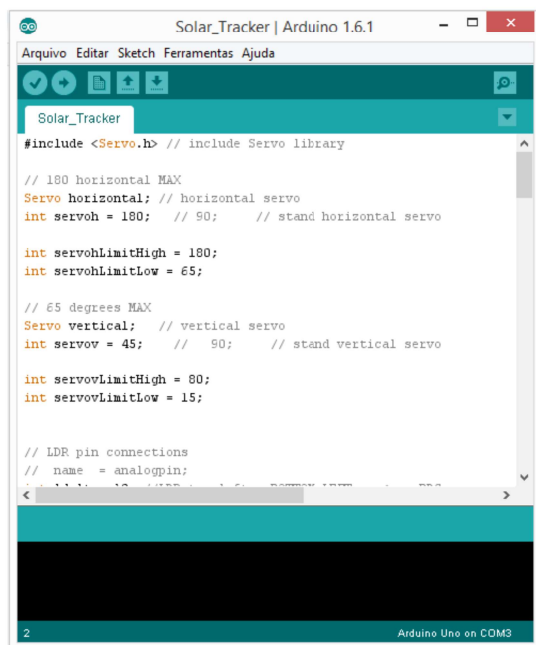 Solar_Tracker | Arduino 1.6.1
Arquivo Editar Sketch Ferramentas Ajuda
Solar_Tracker
#include <Servo.h> // include Servo library
// 180 horizontal MAX
Servo horizontal; // horizontal servo
int servoh = 180; // 90; // stand horizontal servo
int servohLimitHigh = 180;
int servohLimitLow = 65;
// 65 degrees MAX
Servo vertical; // vertical servo
int servov = 45; // 90; // stand vertical servo
int servovLimitHigh = 80;
int servovLimitLow = 15;
// LDR pin connections
// name = analogpin;
2
Arduino Uno on COM3